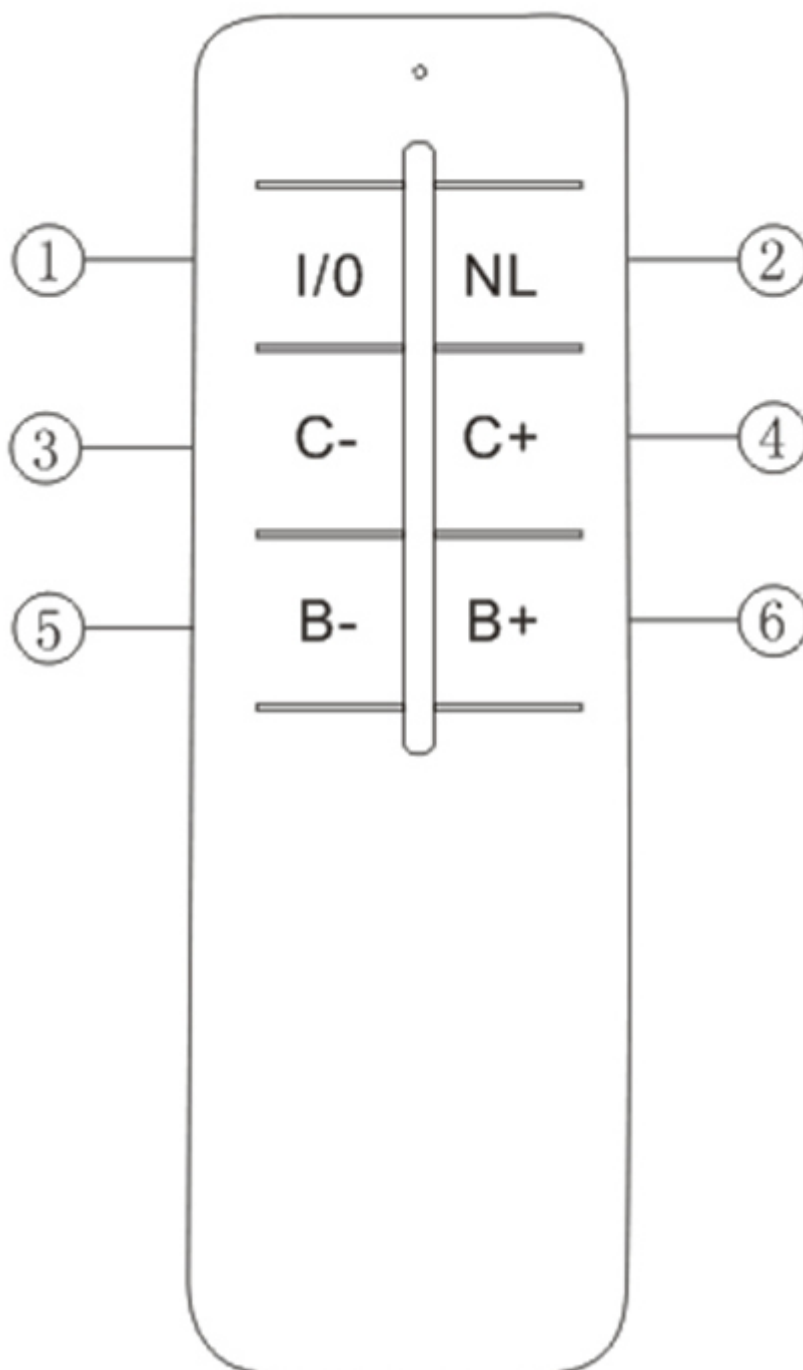 ① I/0 NL ②
③ C- C+ ④
⑤ B- B+ ⑥